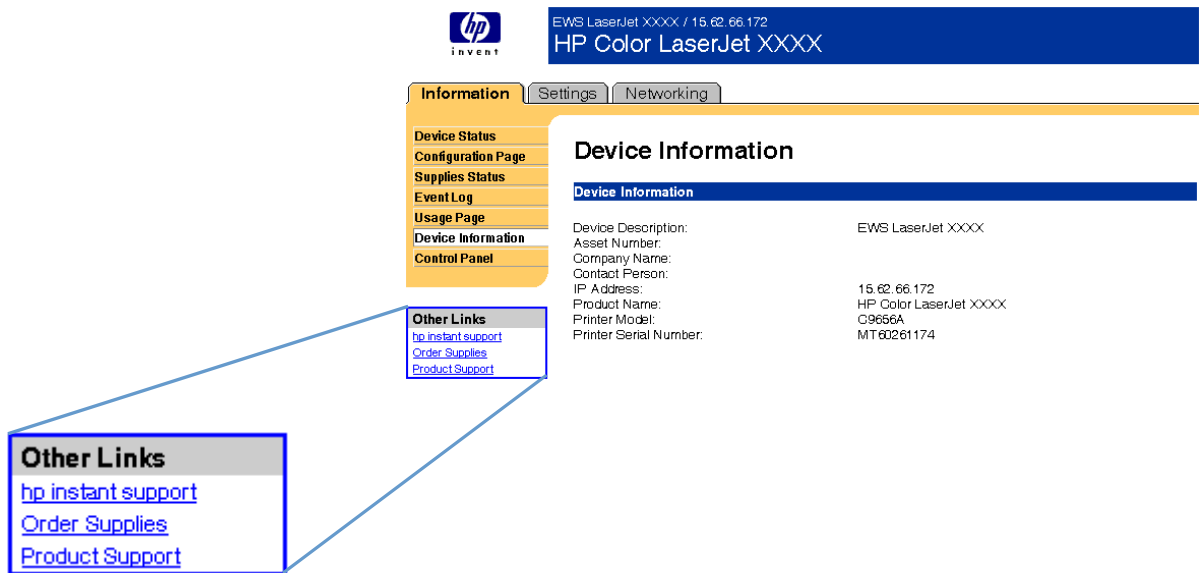 hp
invent
EWS LaserJet XXXX / 15.62.66.172
HP Color LaserJet XXXX
Information Settings Networking
Device Status
Configuration Page
Supplies Status
Event Log
Usage Page
Device Information
Control Panel
Other Links
hp instant support
Order Supplies
Product Support
Device Information
Device Information
Device Description: EWS LaserJet XXXX
Asset Number:
Company Name:
Contact Person:
IP Address: 15.62.66.172
Product Name: HP Color LaserJet XXXX
Printer Model: C9656A
Printer Serial Number: MT60261174
Other Links
hp instant support
Order Supplies
Product Support